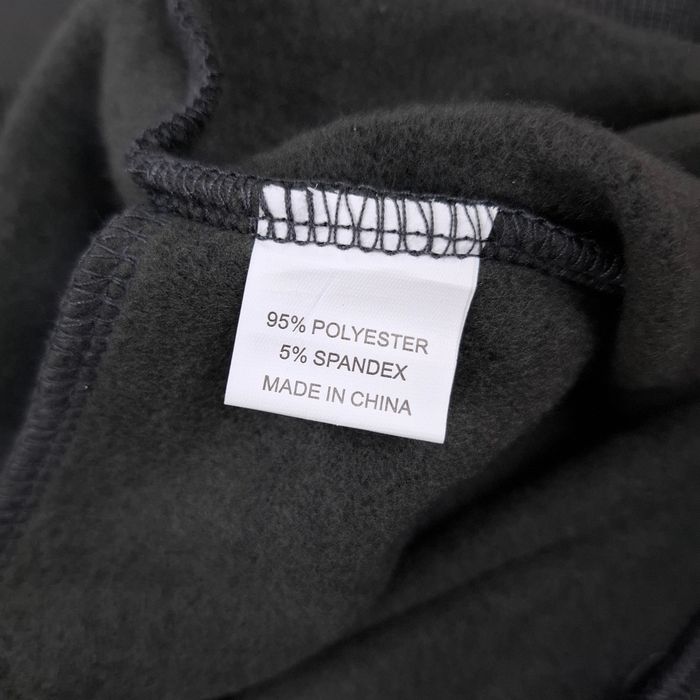 95% POLYESTER
5% SPANDEX
MADE IN CHINA